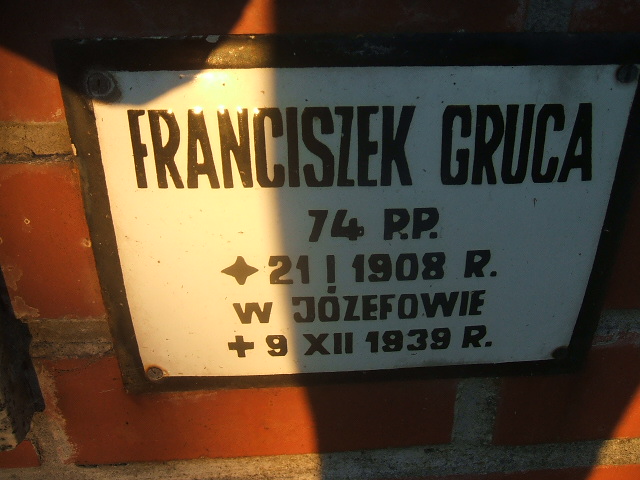 FRANCISZEK GRUCA
74 P.P.
✦ 21 I 1908 R.
W JÓZEFOWIE
+ 9 XII 1939 R.